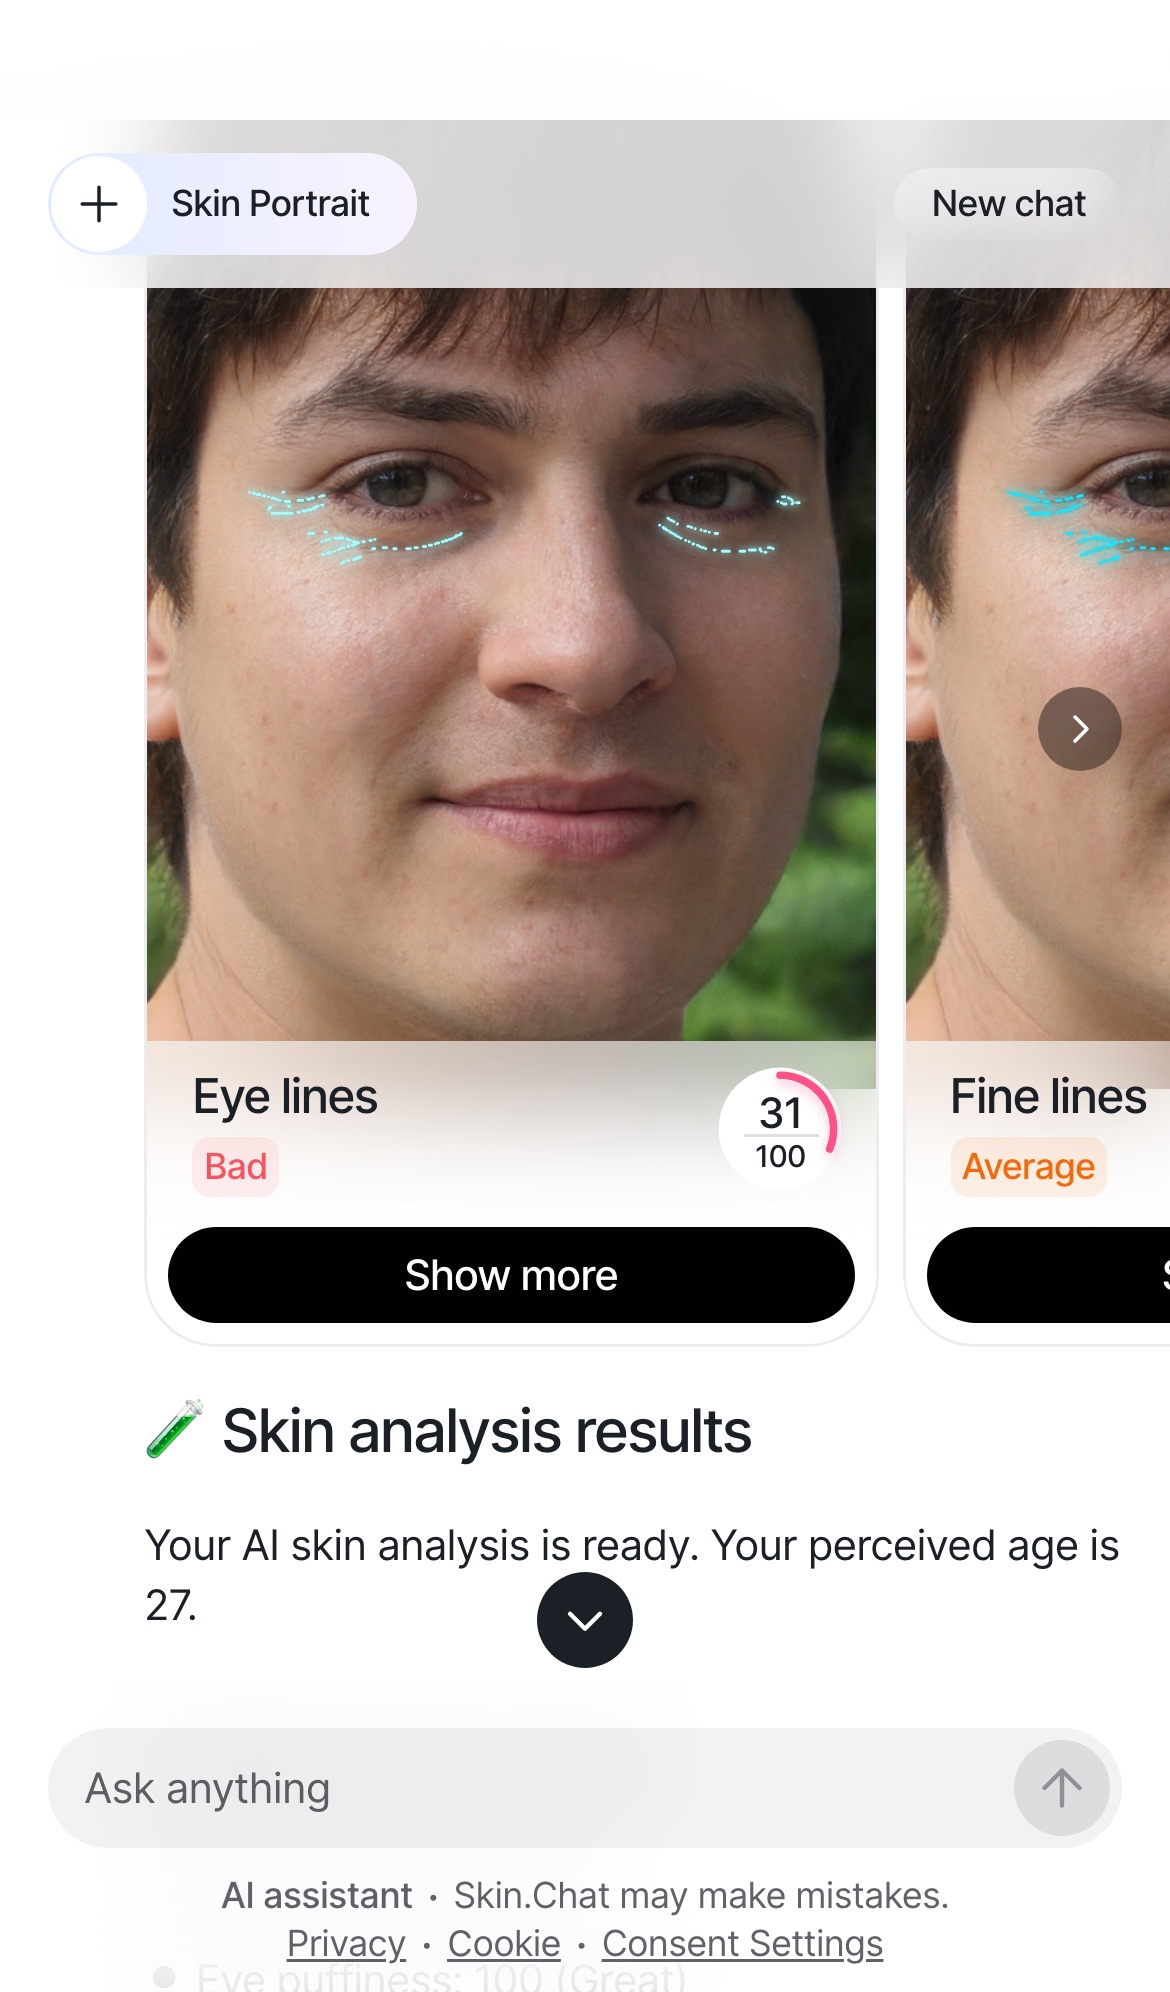 Skin Portrait
New chat
Eye lines
Bad
31
100
Show more
Fine lines
Average
Skin analysis results
Your AI skin analysis is ready. Your perceived age is
27.
Ask anything
AI assistant • Skin.Chat may make mistakes.
Privacy • Cookie • Consent Settings
Eye puffiness: 100 (Great)